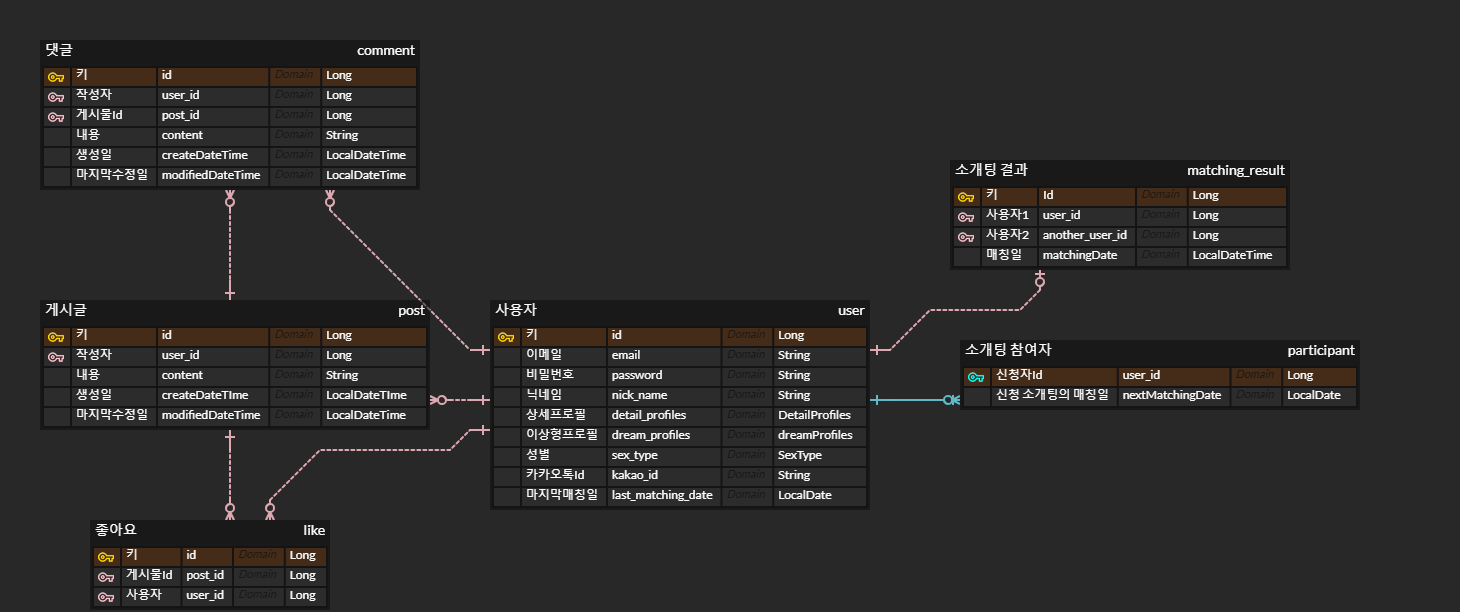 댓글 comment
키 id Domain Long
작성자 user_id Domain Long
게시물Id post_id Domain Long
내용 content Domain String
생성일 createDateTime Domain LocalDateTime
마지막수정일 modifiedDateTime Domain LocalDateTime
소개팅 결과 matching_result
키 Id Domain Long
사용자1 user_id Domain Long
사용자2 another_user_id Domain Long
매칭일 matchingDate Domain LocalDateTime
게시글 post
키 id Domain Long
작성자 user_id Domain Long
내용 content Domain String
생성일 createDateTIme Domain LocalDateTIme
마지막수정일 modifiedDateTime Domain LocalDateTime
사용자 user
키 id Domain Long
이메일 email Domain String
비밀번호 password Domain String
닉네임 nick_name Domain String
상세프로필 detail_profiles Domain DetailProfiles
이상형프로필 dream_profiles Domain dreamProfiles
성별 sex_type Domain SexType
카카오톡Id kakao_id Domain String
마지막매칭일 last_matching_date Domain LocalDate
소개팅 참여자 participant
신청자Id user_id Domain Long
신청 소개팅의 매칭일 nextMatchingDate Domain LocalDate
좋아요 like
키 id Domain Long
게시물Id post_id Domain Long
사용자 user_id Domain Long